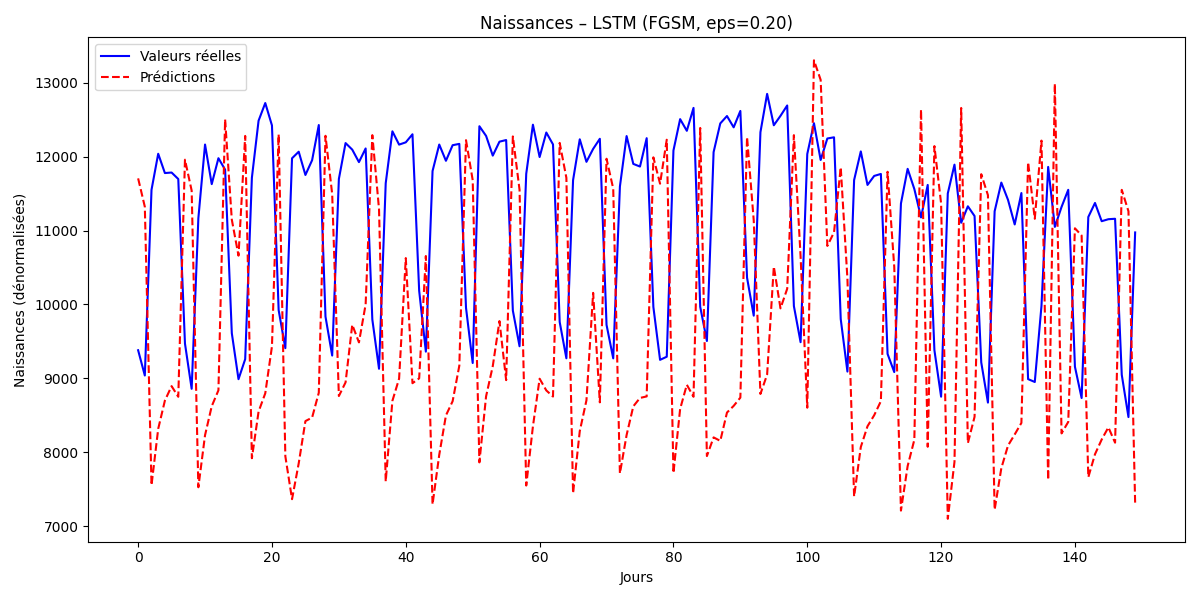 Naissances – LSTM (FGSM, eps=0.20)
Valeurs réelles
Prédictions
13000
12000
11000
10000
9000
8000
7000
Naissances (dénormalisées)
0 20 40 60 80 100 120 140
Jours